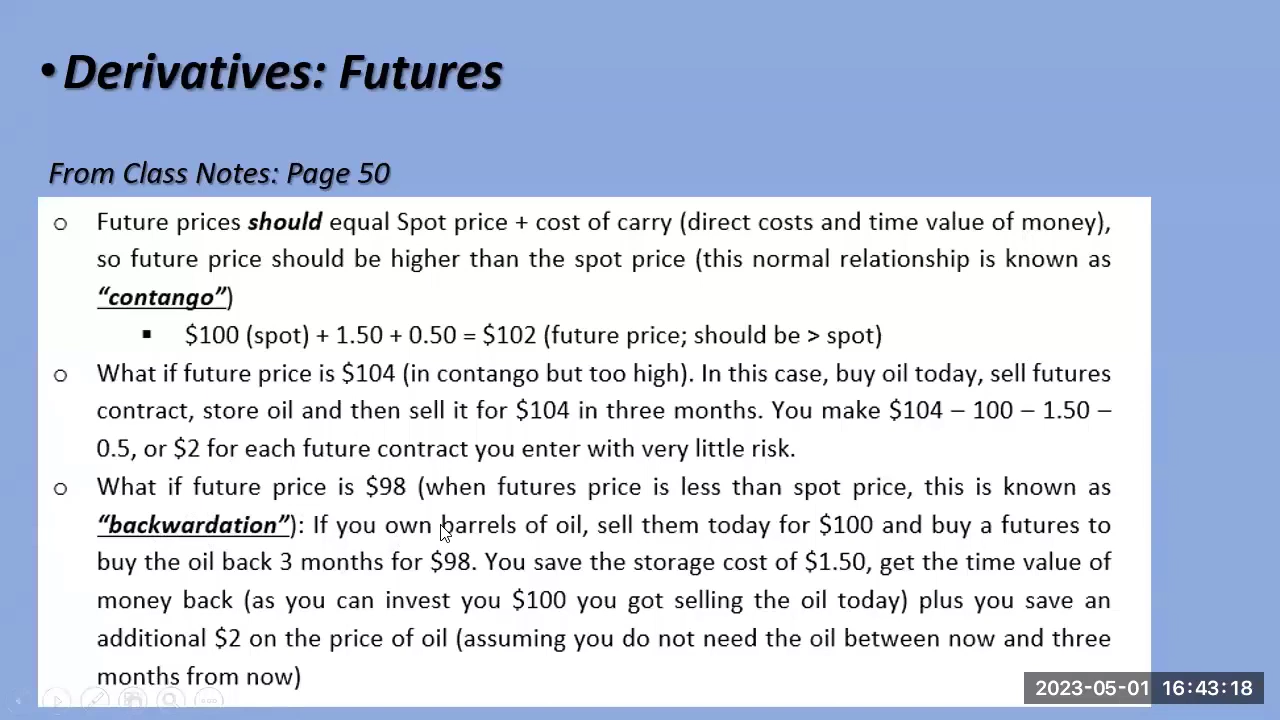 • Derivatives: Futures
From Class Notes: Page 50
o Future prices should equal Spot price + cost of carry (direct costs and time value of money),
so future price should be higher than the spot price (this normal relationship is known as
“contango”)
▪ $100 (spot) + 1.50 + 0.50 = $102 (future price; should be > spot)
o What if future price is $104 (in contango but too high). In this case, buy oil today, sell futures
contract, store oil and then sell it for $104 in three months. You make $104 – 100 – 1.50 –
0.5, or $2 for each future contract you enter with very little risk.
o What if future price is $98 (when futures price is less than spot price, this is known as
“backwardation”): If you own barrels of oil, sell them today for $100 and buy a futures to
buy the oil back 3 months for $98. You save the storage cost of $1.50, get the time value of
money back (as you can invest you $100 you got selling the oil today) plus you save an
additional $2 on the price of oil (assuming you do not need the oil between now and three
months from now)
2023-05-01 16:43:18